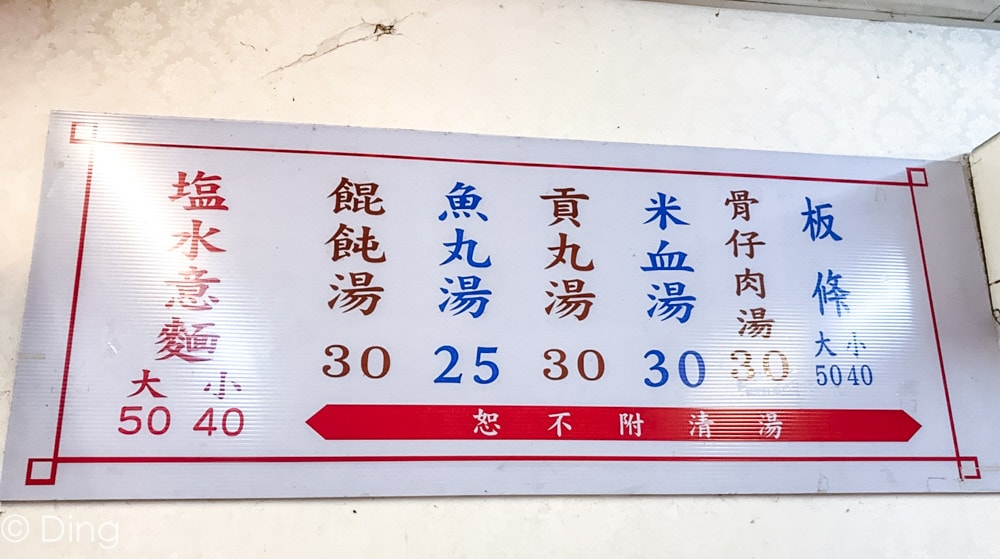 塩水意麵
大 小
50 40
餛飩湯
30
魚丸湯
25
貢丸湯
30
米血湯
30
骨仔肉湯
30
板條
大 小
50 40
恕不附清湯
© Ding